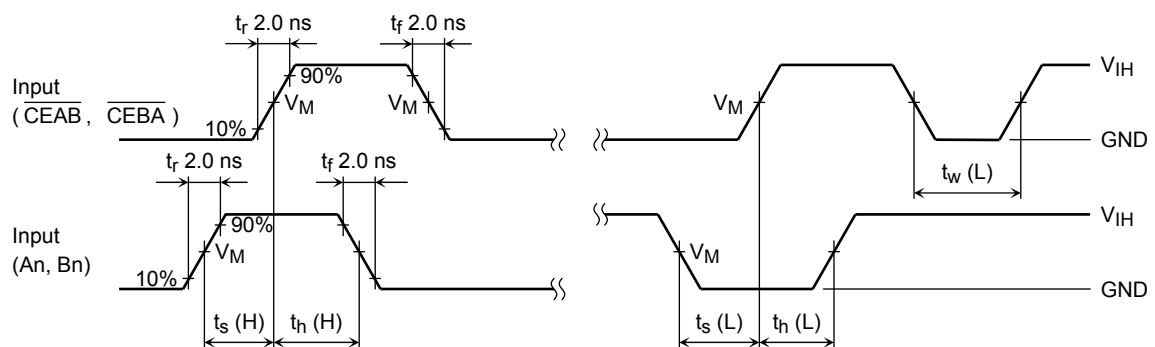 tr 2.0 ns
tf 2.0 ns
Input
(CEAB, CEBA)
90%
VM
VM
10%
VM
VIH
GND
tw (L)
tr 2.0 ns
tf 2.0 ns
Input
(An, Bn)
90%
VM
10%
VM
VIH
GND
ts (H)
th (H)
ts (L)
th (L)